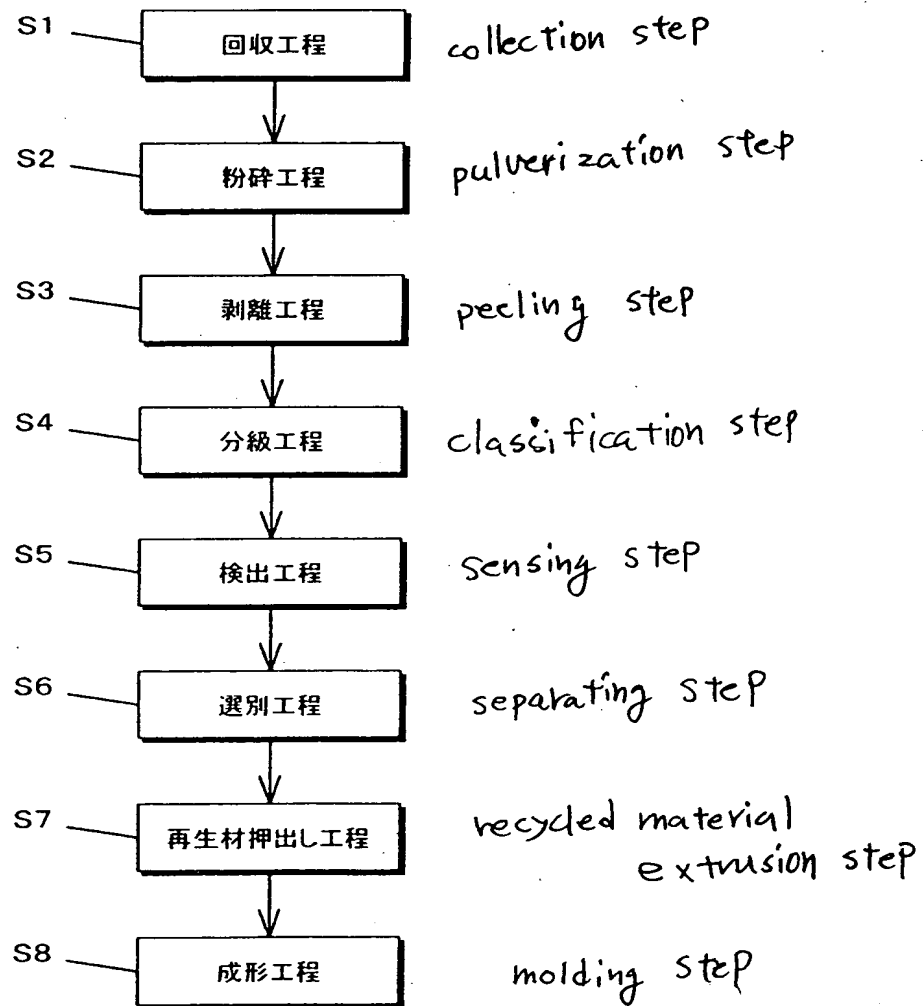 S1 回収工程 collection step
S2 粉砕工程 pulverization step
S3 剥離工程 peeling step
S4 分級工程 classification step
S5 検出工程 sensing step
S6 選別工程 separating step
S7 再生材押出し工程 recycled material
extrusion step
S8 成形工程 molding step